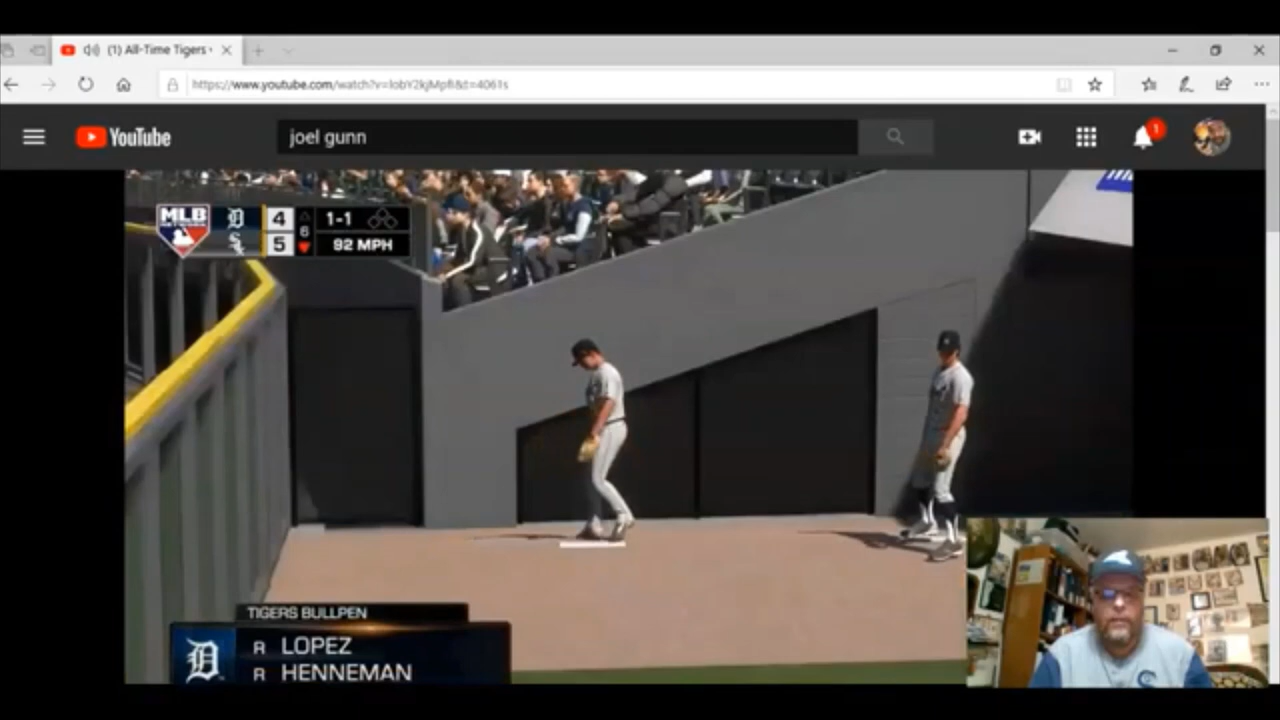 (1) All-Time Tigers
https://www.youtube.com/watch?v=lobY2kjMpfI&t=4061s
YouTube
joel gunn
1
MLB
NETWORK
D 4 6 1-1
5 92 MPH
TIGERS BULLPEN
R LOPEZ
R HENNEMAN